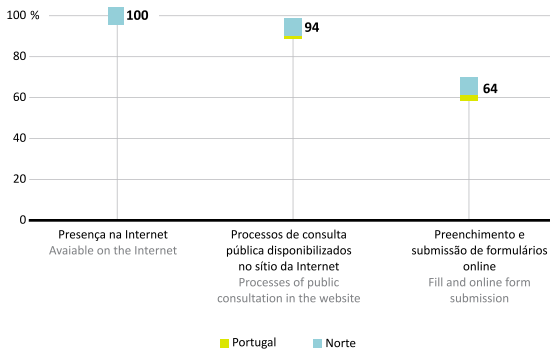 100 %
80
60
40
20
0
100
94
64
Presença na Internet
Avaiable on the Internet
Processos de consulta
pública disponibilizados
no sítio da Internet
Processes of public
consultation in the website
Preenchimento e
submissão de formulários
online
Fill and online form
submission
Portugal
Norte